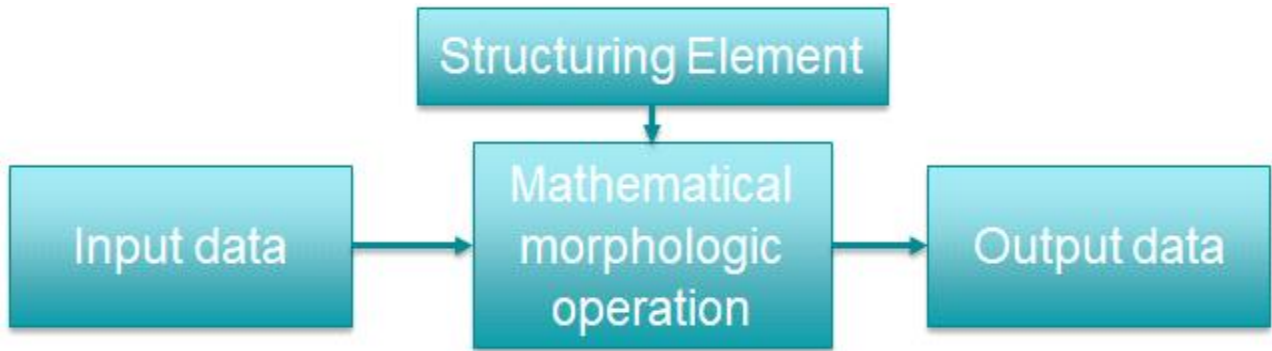 Structuring Element
Input data
Mathematical
morphologic
operation
Output data